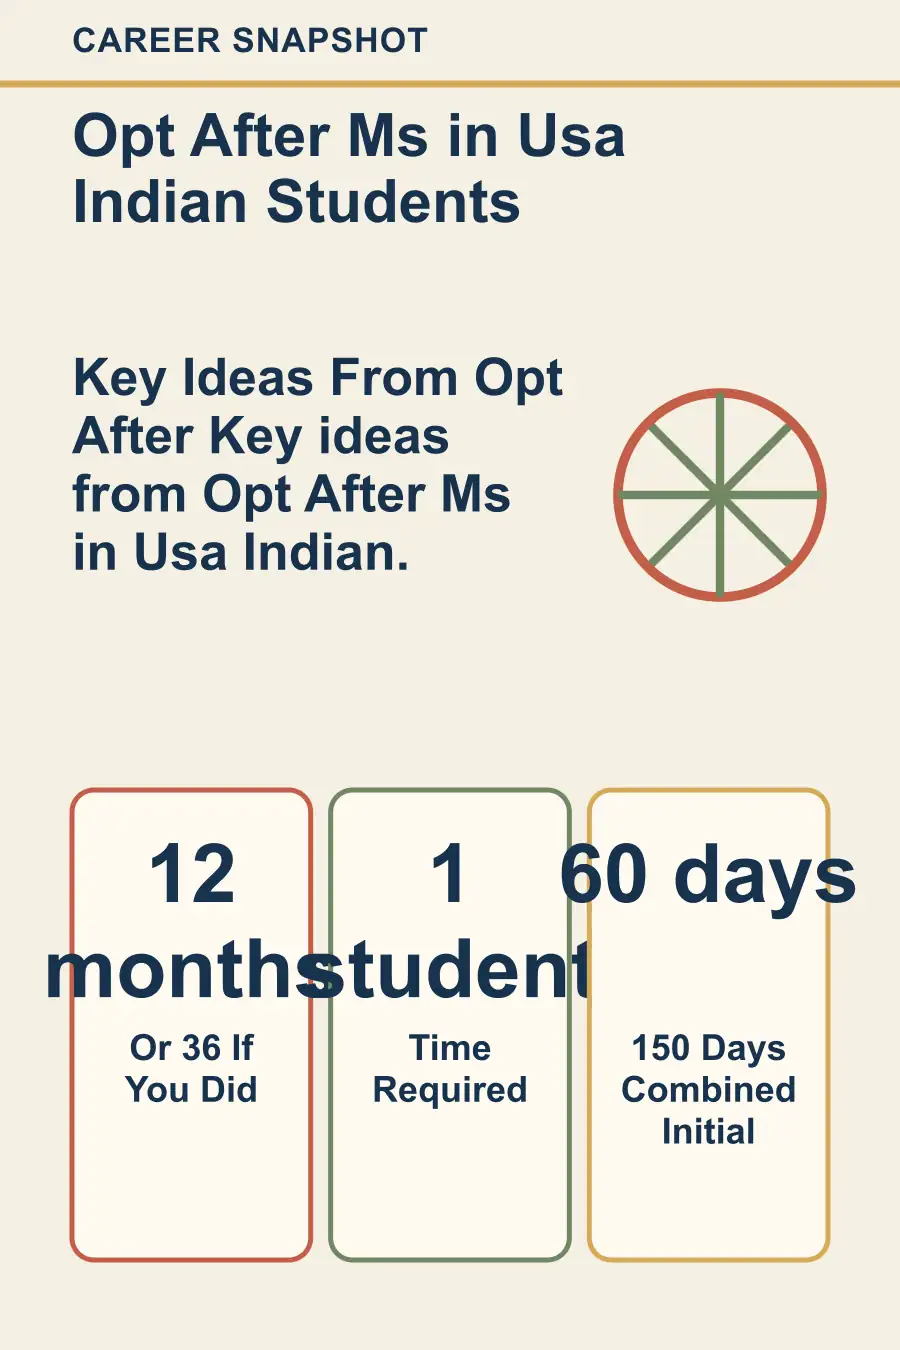 CAREER SNAPSHOT
Opt After Ms in Usa
Indian Students
Key Ideas From Opt
After Key ideas
from Opt After Ms
in Usa Indian.
12
months
Or 36 If
You Did
1
student
Time
Required
60 days
150 Days
Combined
Initial